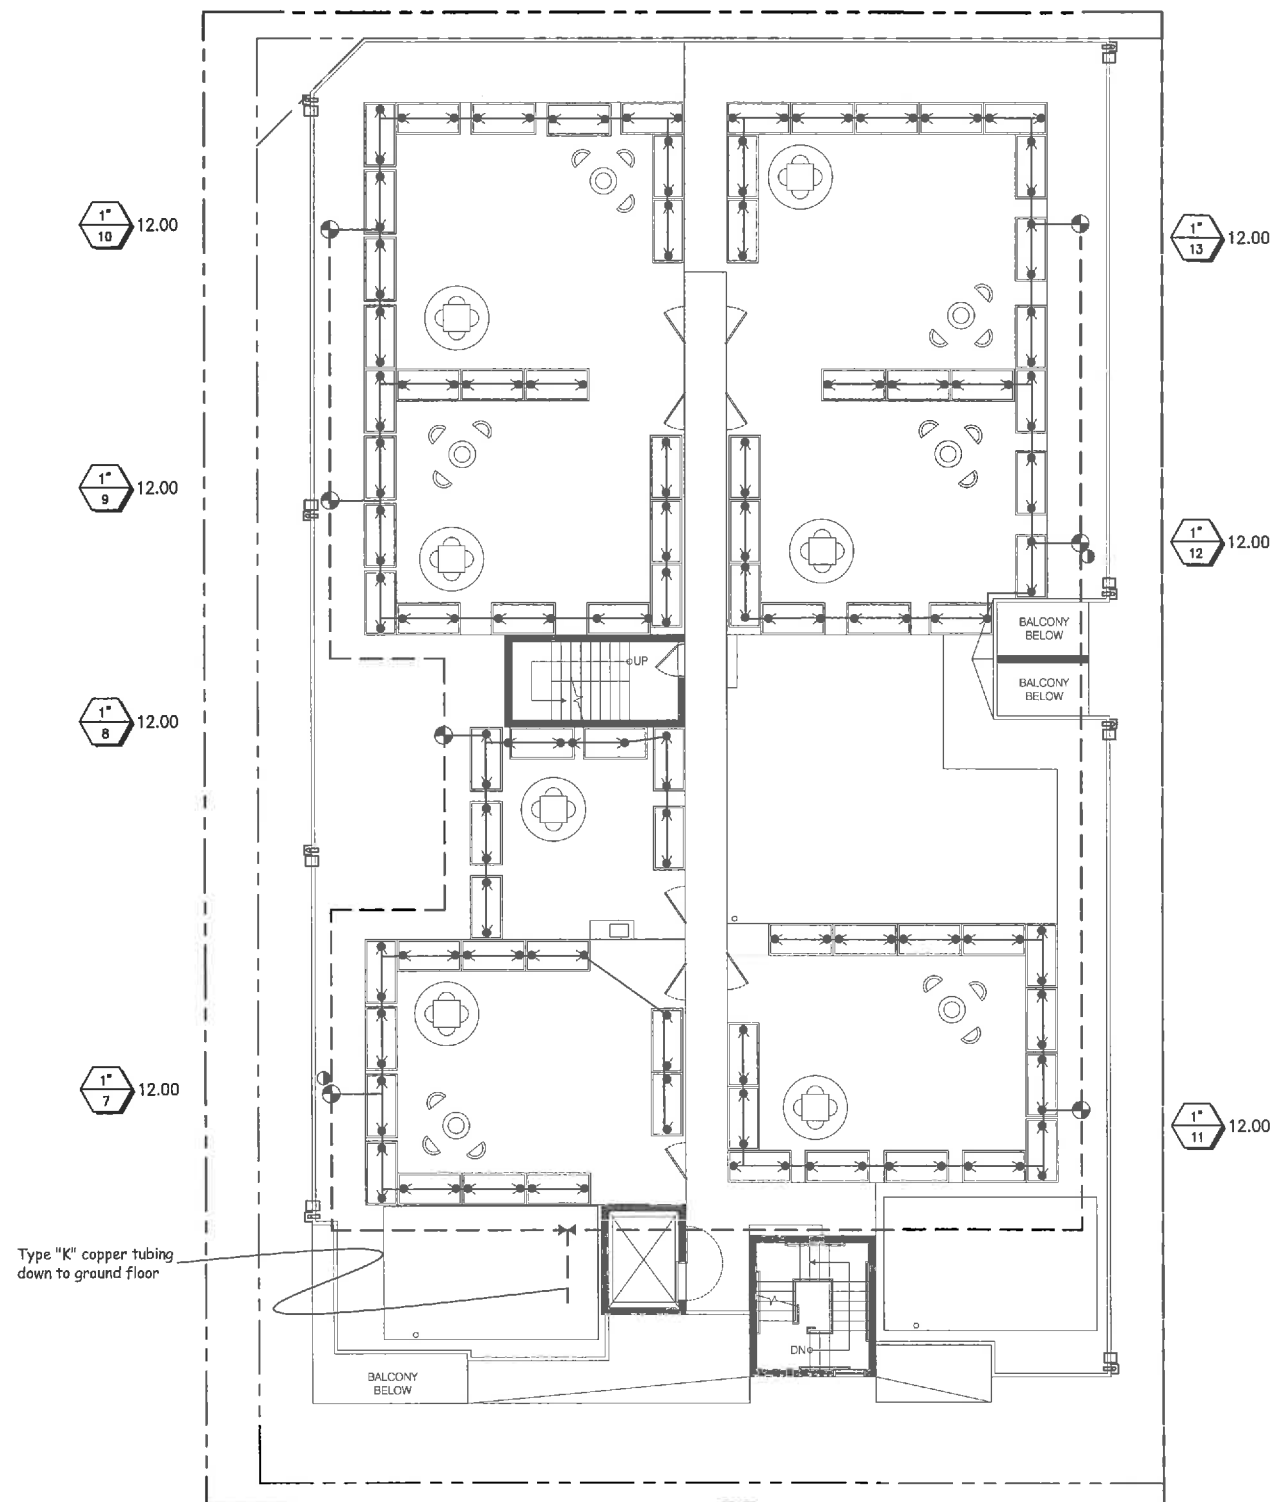 1"
10
12.00
1"
13
12.00
1"
9
12.00
1"
12
12.00
BALCONY
BELOW
UP
BALCONY
BELOW
1"
8
12.00
1"
7
12.00
1"
11
12.00
Type "K" copper tubing
down to ground floor
DN
BALCONY
BELOW